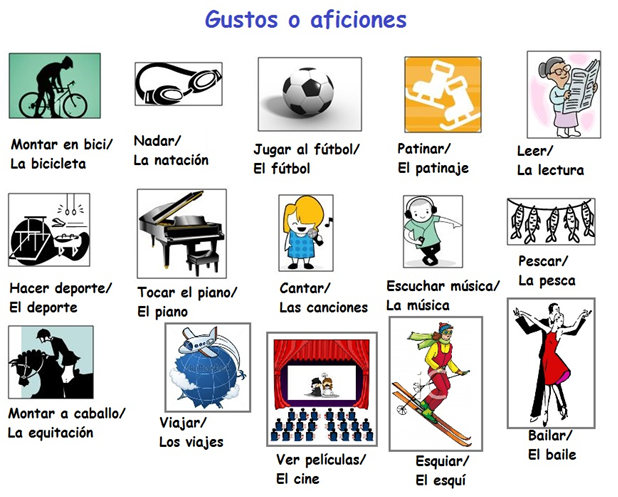 Gustos o aficiones
Montar en bici/
La bicicleta
Nadar/
La natación
Jugar al fútbol/
El fútbol
Patinar/
El patinaje
Leer/
La lectura
Hacer deporte/
El deporte
Tocar el piano/
El piano
Cantar/
Las canciones
Escuchar música/
La música
Pescar/
La pesca
Montar a caballo/
La equitación
Viajar/
Los viajes
Ver películas/
El cine
Esquiar/
El esquí
Bailar/
El baile